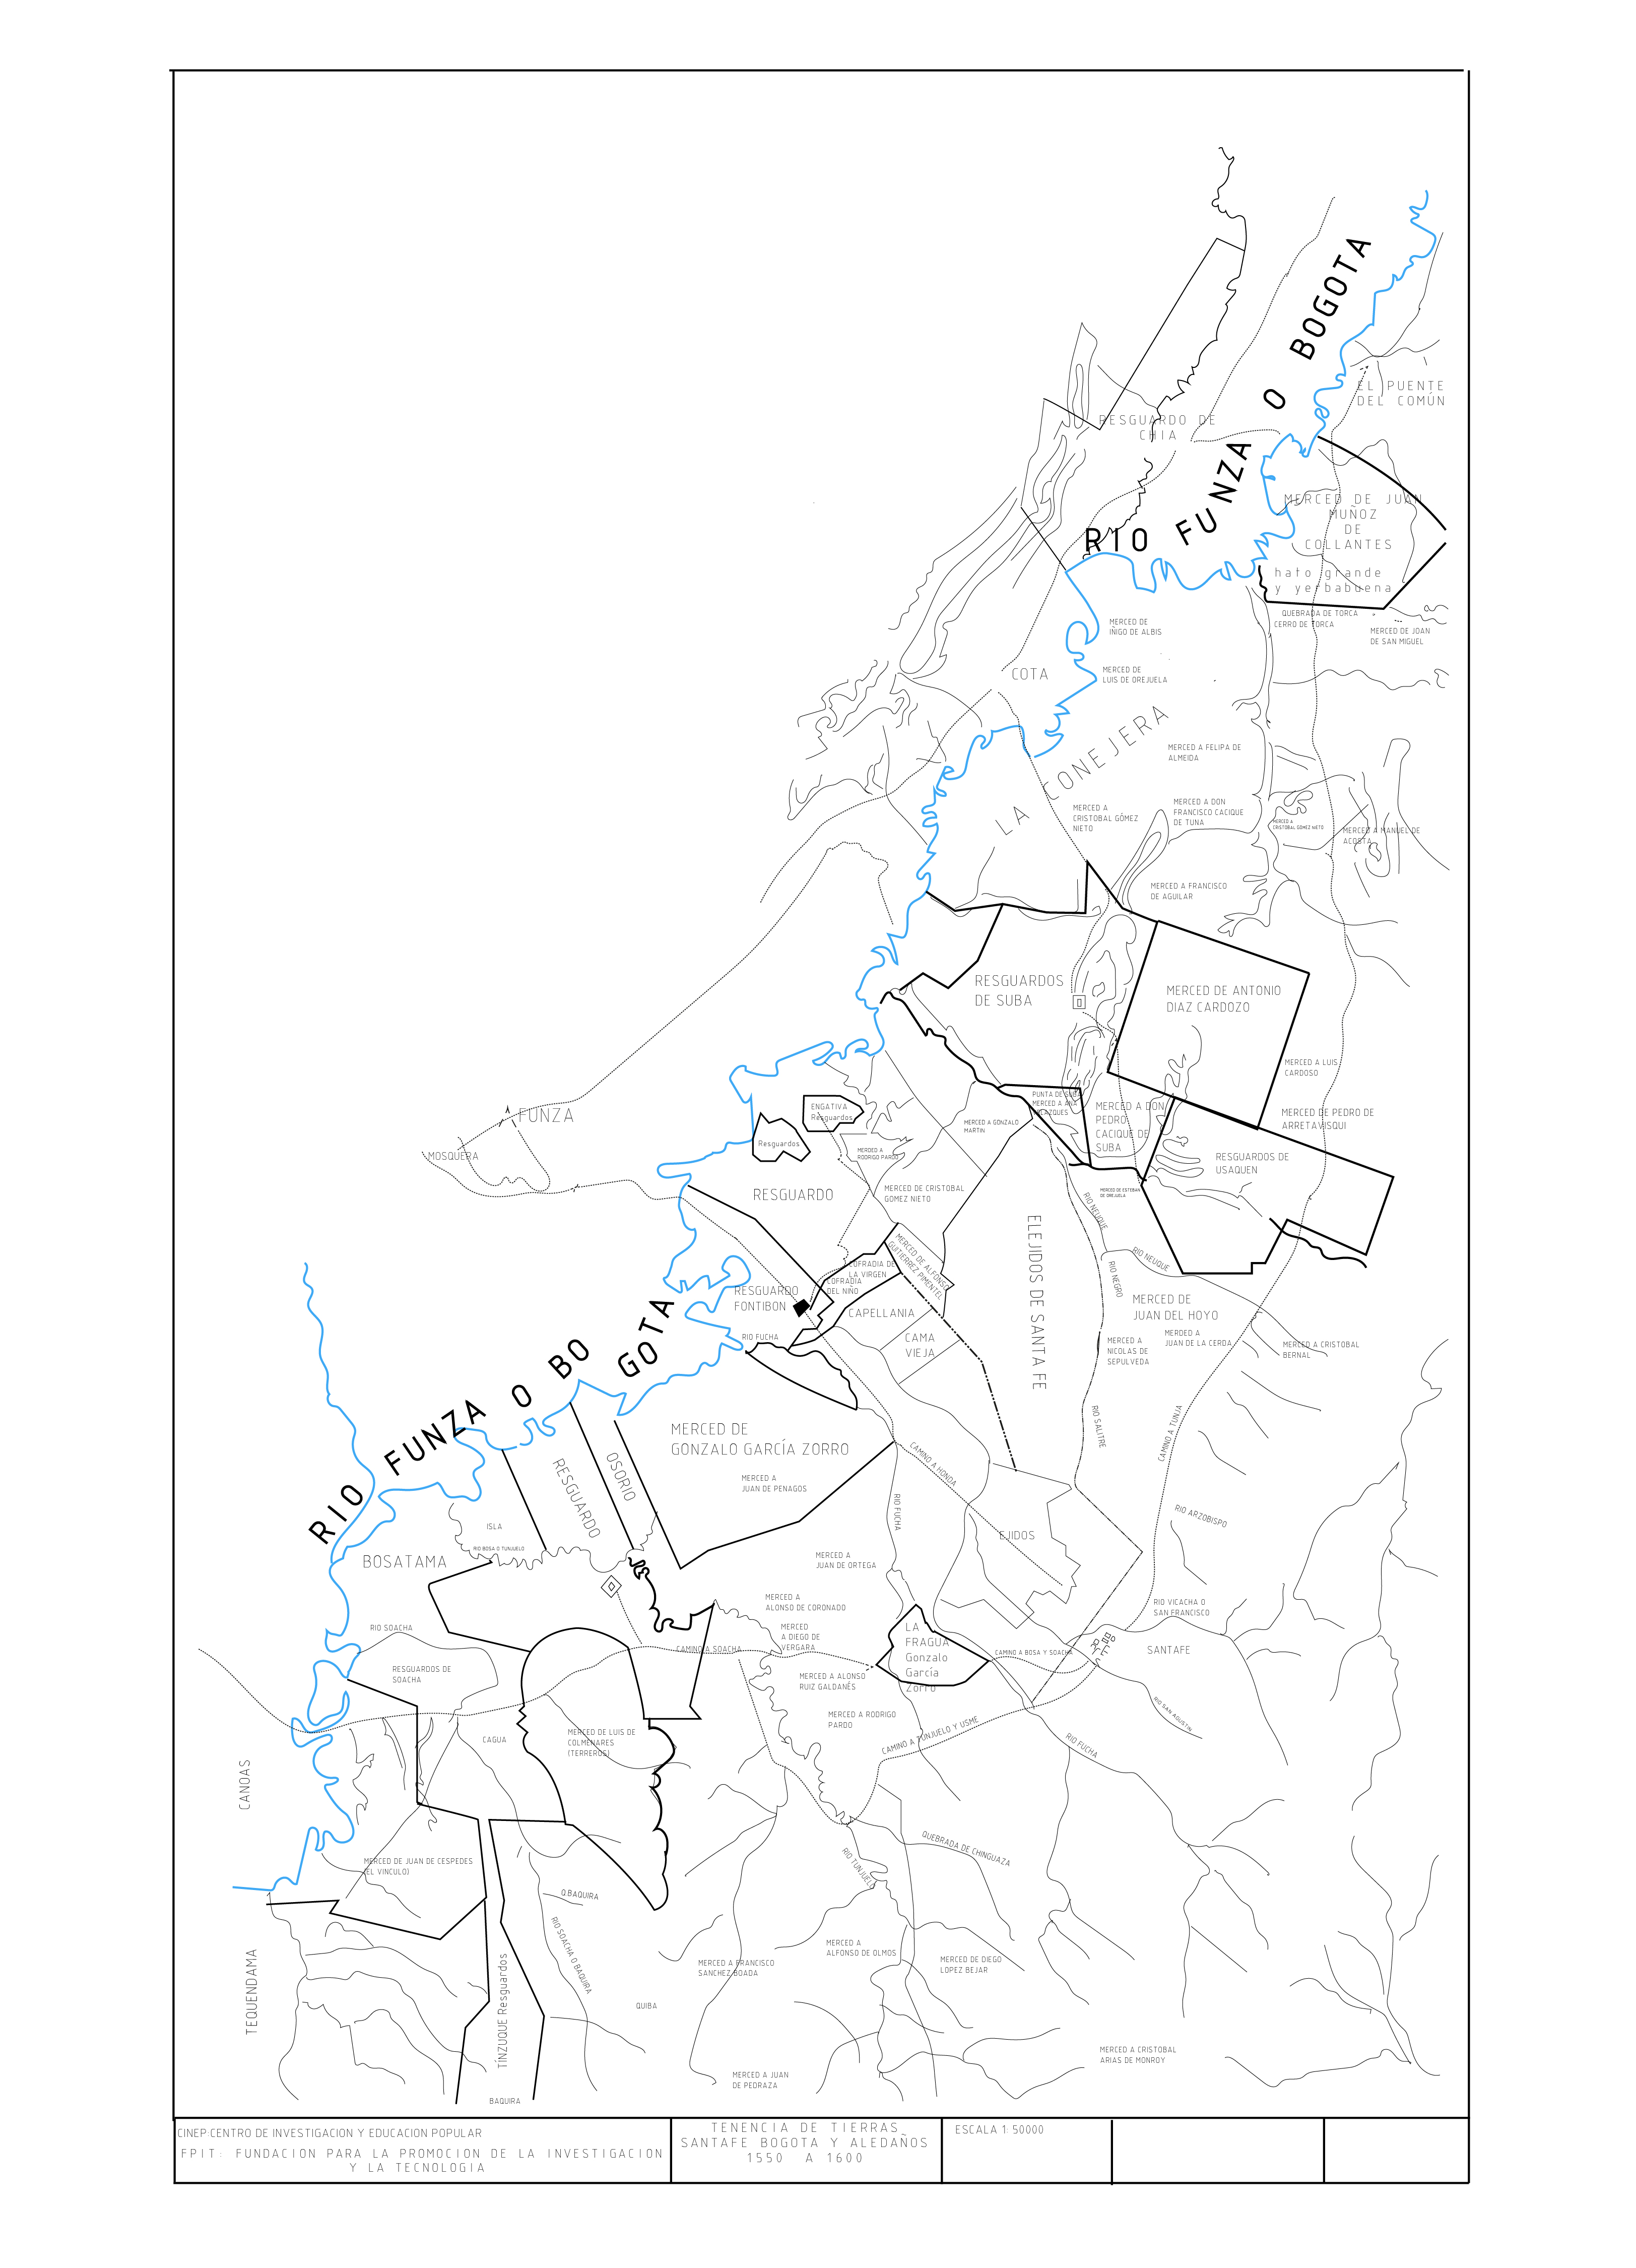 RIO FUNZA O BOGOTA
EL PUENTE
DEL COMÚN
RESGUARDO DE
CHIA
MERCED DE JUAN
MUÑOZ
DE
COLLANTES
hato grande
y yerbabuena
QUEBRADA DE TORCA
CERRO DE TORCA
MERCED DE JOAN
DE SAN MIGUEL
MERCED DE
IÑIGO DE ALBIS
COTA
MERCED DE
LUIS DE OREJUELA
LA CONEJERA
MERCED A FELIPA DE
ALMEIDA
MERCED A
CRISTOBAL GÓMEZ
NIETO
MERCED A DON
FRANCISCO CACIQUE
DE TUNA
MERCED A
CRISTOBAL GOMEZ NIETO
MERCED A MANUEL DE
ACOSTA
MERCED A FRANCISCO
DE AGUILAR
RESGUARDOS
DE SUBA
MERCED DE ANTONIO
DIAZ CARDOZO
MERCED A LUIS
CARDOSO
PUNTA DE SUBA
MERCED A ANA
VELAZQUES
MERCED A DON
PEDRO
CACIQUE DE
SUBA
MERCED DE PEDRO DE
ARRETAVISQUI
RESGUARDOS DE
USAQUEN
FUNZA
MOSQUERA
ENGATIVA
Resguardos
Resguardos
MERDED A
RODRIGO PARDO
MERCED A GONZALO
MARTIN
RESGUARDO
MERCED DE CRISTOBAL
GOMEZ NIETO
MERCED DE ESTEBAN
DE OREJUELA
RIO NEUQUE
RIO NEUQUE
RIO NEGRO
ELEJIDOS DE SANTA FE
MERCED DE ALFONSO
GUITIERREZ PIMENTEL
COFRADIA DE
LA VIRGEN
COFRADIA
DEL NIÑO
RESGUARDO
FONTIBON
CAPELLANIA
RIO FUCHA
CAMA
VIEJA
MERCED DE
JUAN DEL HOYO
MERCED A
NICOLAS DE
SEPULVEDA
MERDED A
JUAN DE LA CERDA
MERCED A CRISTOBAL
BERNAL
RIO FUNZA O BO GOTA
MERCED DE
GONZALO GARCÍA ZORRO
MERCED A
JUAN DE PENAGOS
OSORIO
RESGUARDO
CAMINO A HONDA
RIO SALITRE
CAMINO A TUNJA
RIO FUCHA
RIO ARZOBISPO
EJIDOS
ISLA
RIO BOSA O TUNJUELO
BOSATAMA
MERCED A
JUAN DE ORTEGA
MERCED A
ALONSO DE CORONADO
RIO VICACHA O
SAN FRANCISCO
RIO SOACHA
MERCED
A DIEGO DE
VERGARA
LA
FRAGUA
Gonzalo
García
Zorro
CAMINO A SOACHA
CAMINO A BOSA Y SOACHA
SANTAFE
RESGUARDOS DE
SOACHA
MERCED A ALONSO
RUIZ GALDANÉS
MERCED A RODRIGO
PARDO
RIO SAN AGUSTIN
CAMINO A TUNJUELO Y USME
RIO FUCHA
CAGUA
MERCED DE LUIS DE
COLMENARES
(TERREROS)
CANOAS
QUEBRADA DE CHINGUAZA
RIO TUNJUELO
MERCED DE JUAN DE CESPEDES
(EL VINCULO)
Q.BAQUIRA
RIO SOACHA O BAQUIRA
MERCED A
ALFONSO DE OLMOS
MERCED DE DIEGO
LOPEZ BEJAR
MERCED A FRANCISCO
SANCHEZ BOADA
TEQUENDAMA
TÍNZUQUE Resguardos
QUIBA
MERCED A CRISTOBAL
ARIAS DE MONROY
MERCED A JUAN
DE PEDRAZA
BAQUIRA
CINEP:CENTRO DE INVESTIGACION Y EDUCACION POPULAR
FPIT: FUNDACION PARA LA PROMOCION DE LA INVESTIGACION
Y LA TECNOLOGIA
TENENCIA DE TIERRAS
SANTAFE BOGOTA Y ALEDAÑOS
1550 A 1600
ESCALA 1: 50000